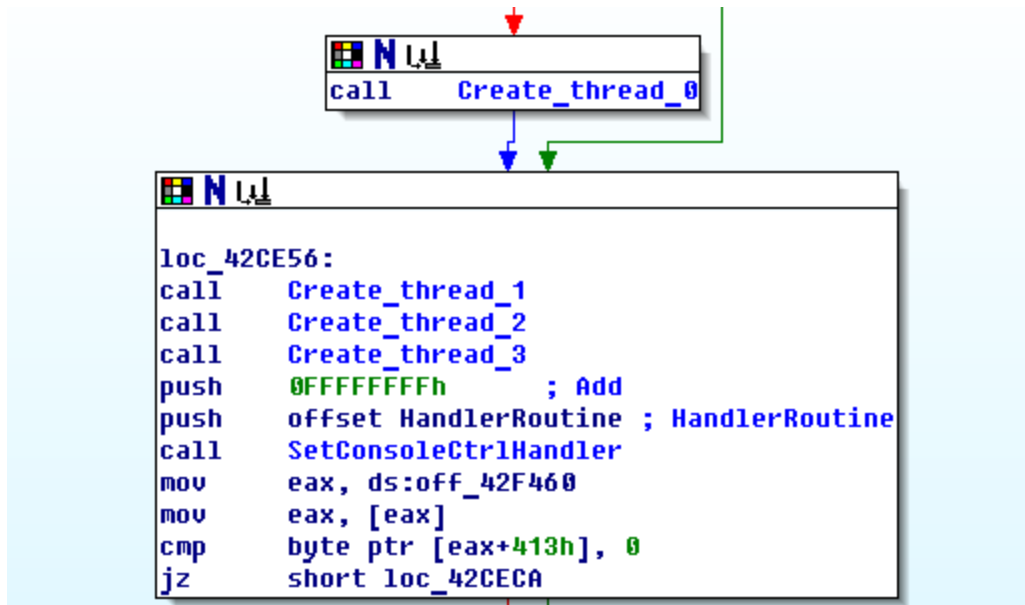 N
call Create_thread_0
N
loc_42CE56:
call Create_thread_1
call Create_thread_2
call Create_thread_3
push 0FFFFFFFFh ; Add
push offset HandlerRoutine ; HandlerRoutine
call SetConsoleCtrlHandler
mov eax, ds:off_42F460
mov eax, [eax]
cmp byte ptr [eax+413h], 0
jz short loc_42CECA